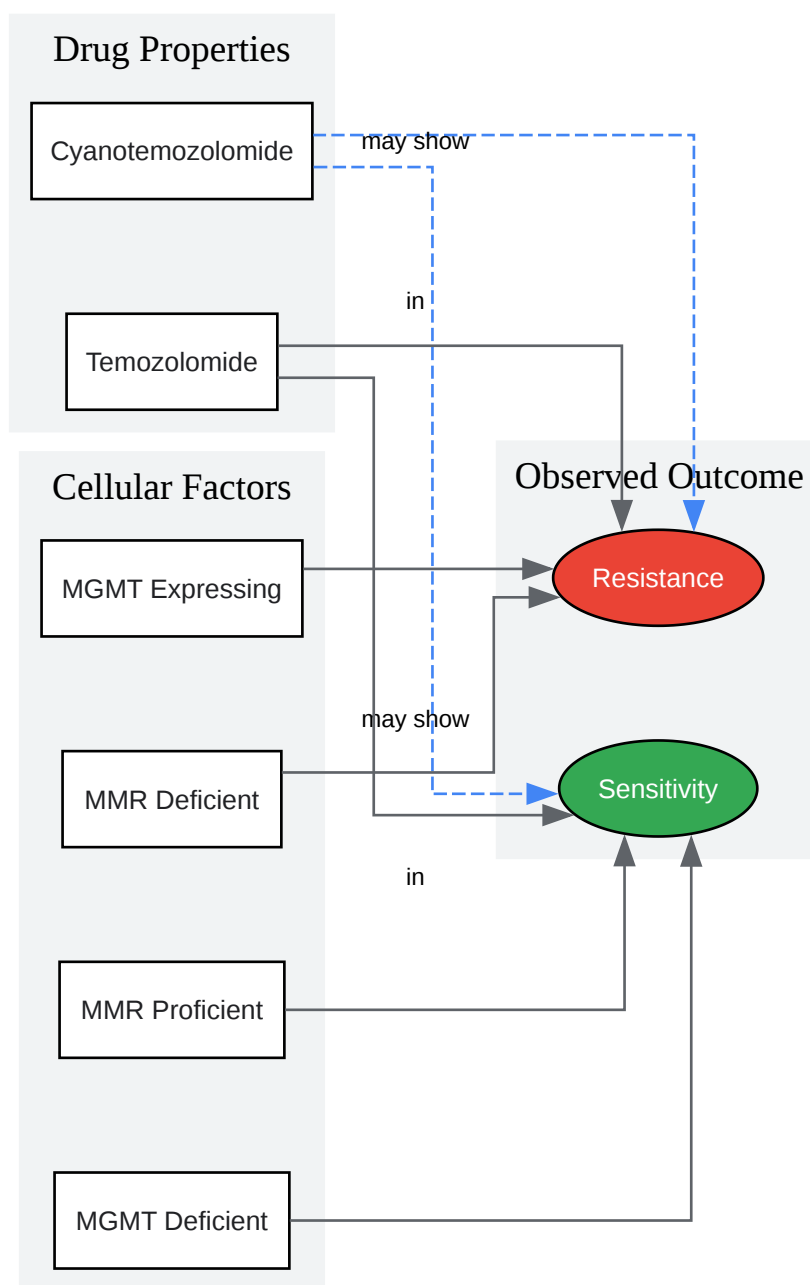 Drug Properties
Cyanotemozolomide
may show
in
Temozolomide
Cellular Factors
Observed Outcome
MGMT Expressing
Resistance
may show
MMR Deficient
Sensitivity
in
MMR Proficient
MGMT Deficient